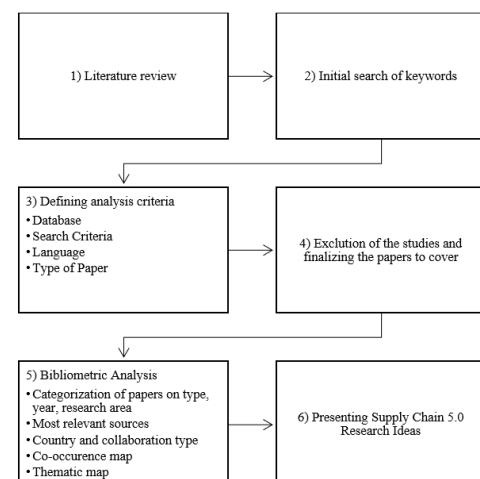 1) Literature review
2) Initial search of keywords
3) Defining analysis criteria
• Database
• Search Criteria
• Language
• Type of Paper
4) Exclution of the studies and
finalizing the papers to cover
5) Bibliometric Analysis
• Categorization of papers on type,
year, research area
• Most relevant sources
• Country and collaboration type
• Co-occurence map
• Thematic map
6) Presenting Supply Chain 5.0
Research Ideas